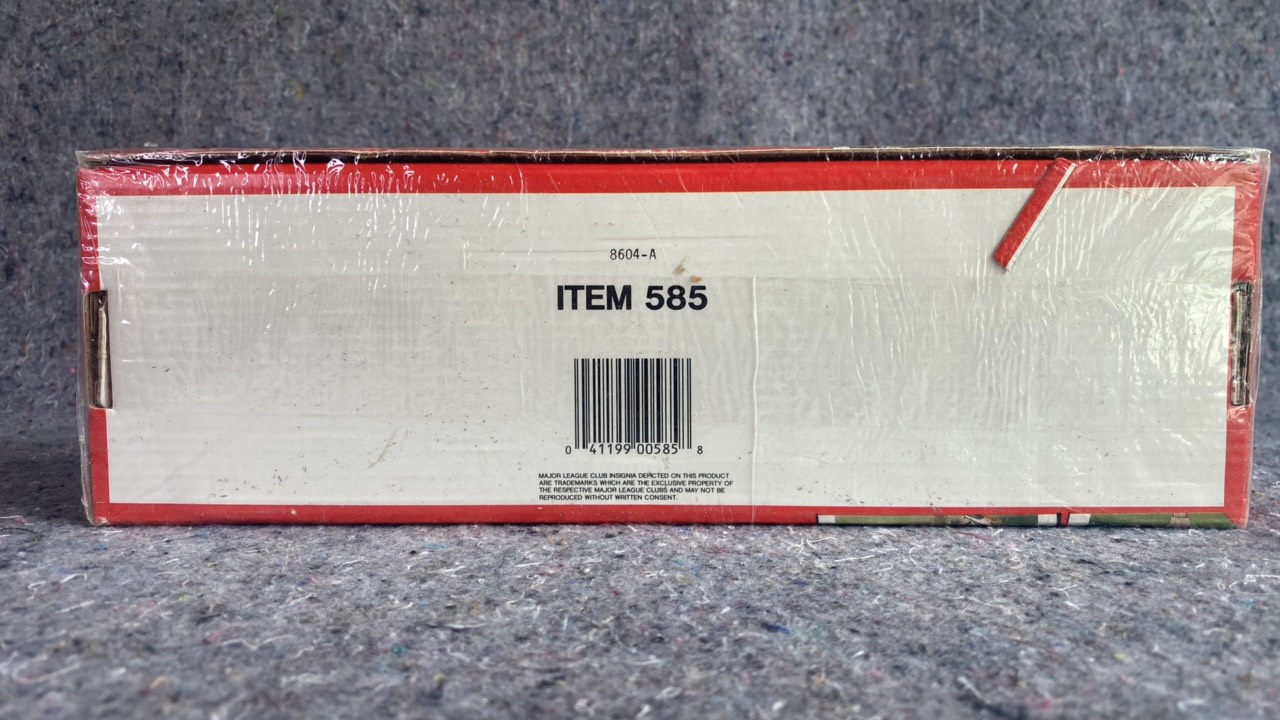 8604-A
ITEM 585
0 41199 00585 8
MAJOR LEAGUE CLUB INSIGNIA DEPICTED ON THIS PRODUCT
ARE TRADEMARKS WHICH ARE THE EXCLUSIVE PROPERTY OF
THE RESPECTIVE MAJOR LEAGUE CLUBS AND MAY NOT BE
REPRODUCED WITHOUT WRITTEN CONSENT.